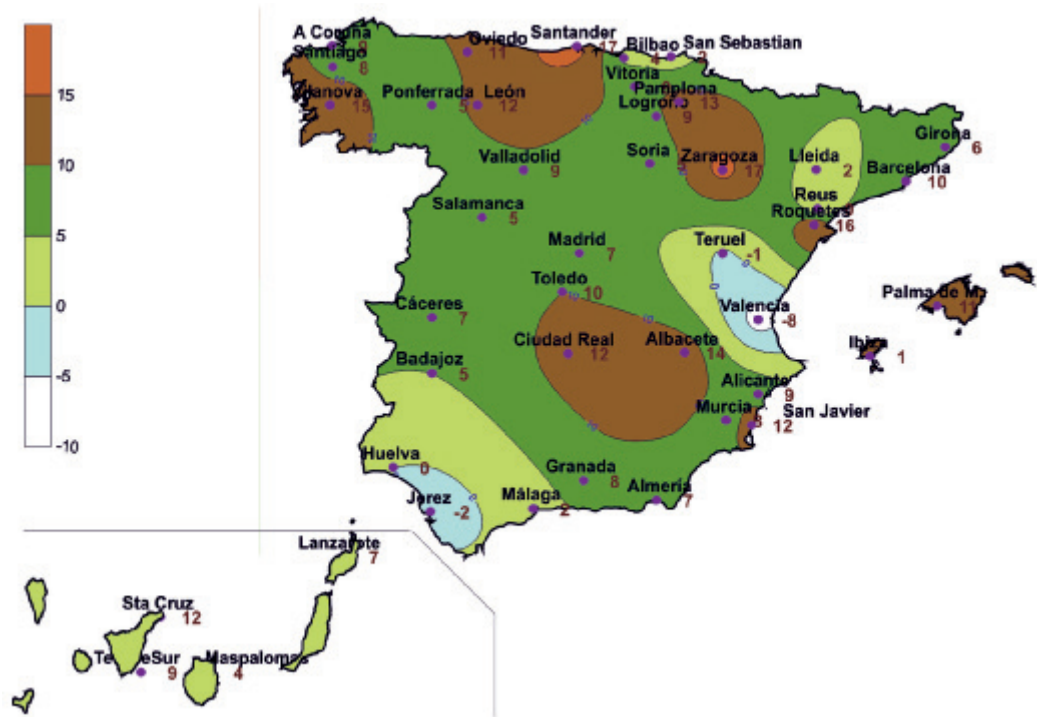 15
10
5
0
-5
-10
A Coruña 9
Santiago 8
15
Oviedo 11
Santander 17
Bilbao 4
San Sebastian
Vitoria
Pamplona 13
Logroño 9
Ponferrada 5
León 12
Valladolid 9
Soria
Zaragoza 17
Lleida 2
Girona 6
Barcelona 10
Reus
Roquetes 16
Salamanca 5
Madrid 7
Teruel -1
Toledo 10
Valencia -8
Palma de M. 11
Ibiza 1
Cáceres 7
Ciudad Real 12
Albacete 14
Badajoz 5
Alicante 9
Murcia
San Javier 12
Huelva 0
Granada 8
Almería 7
Jerez -2
Málaga 2
Lanzarote 7
Sta Cruz 12
9
Maspalomas 4